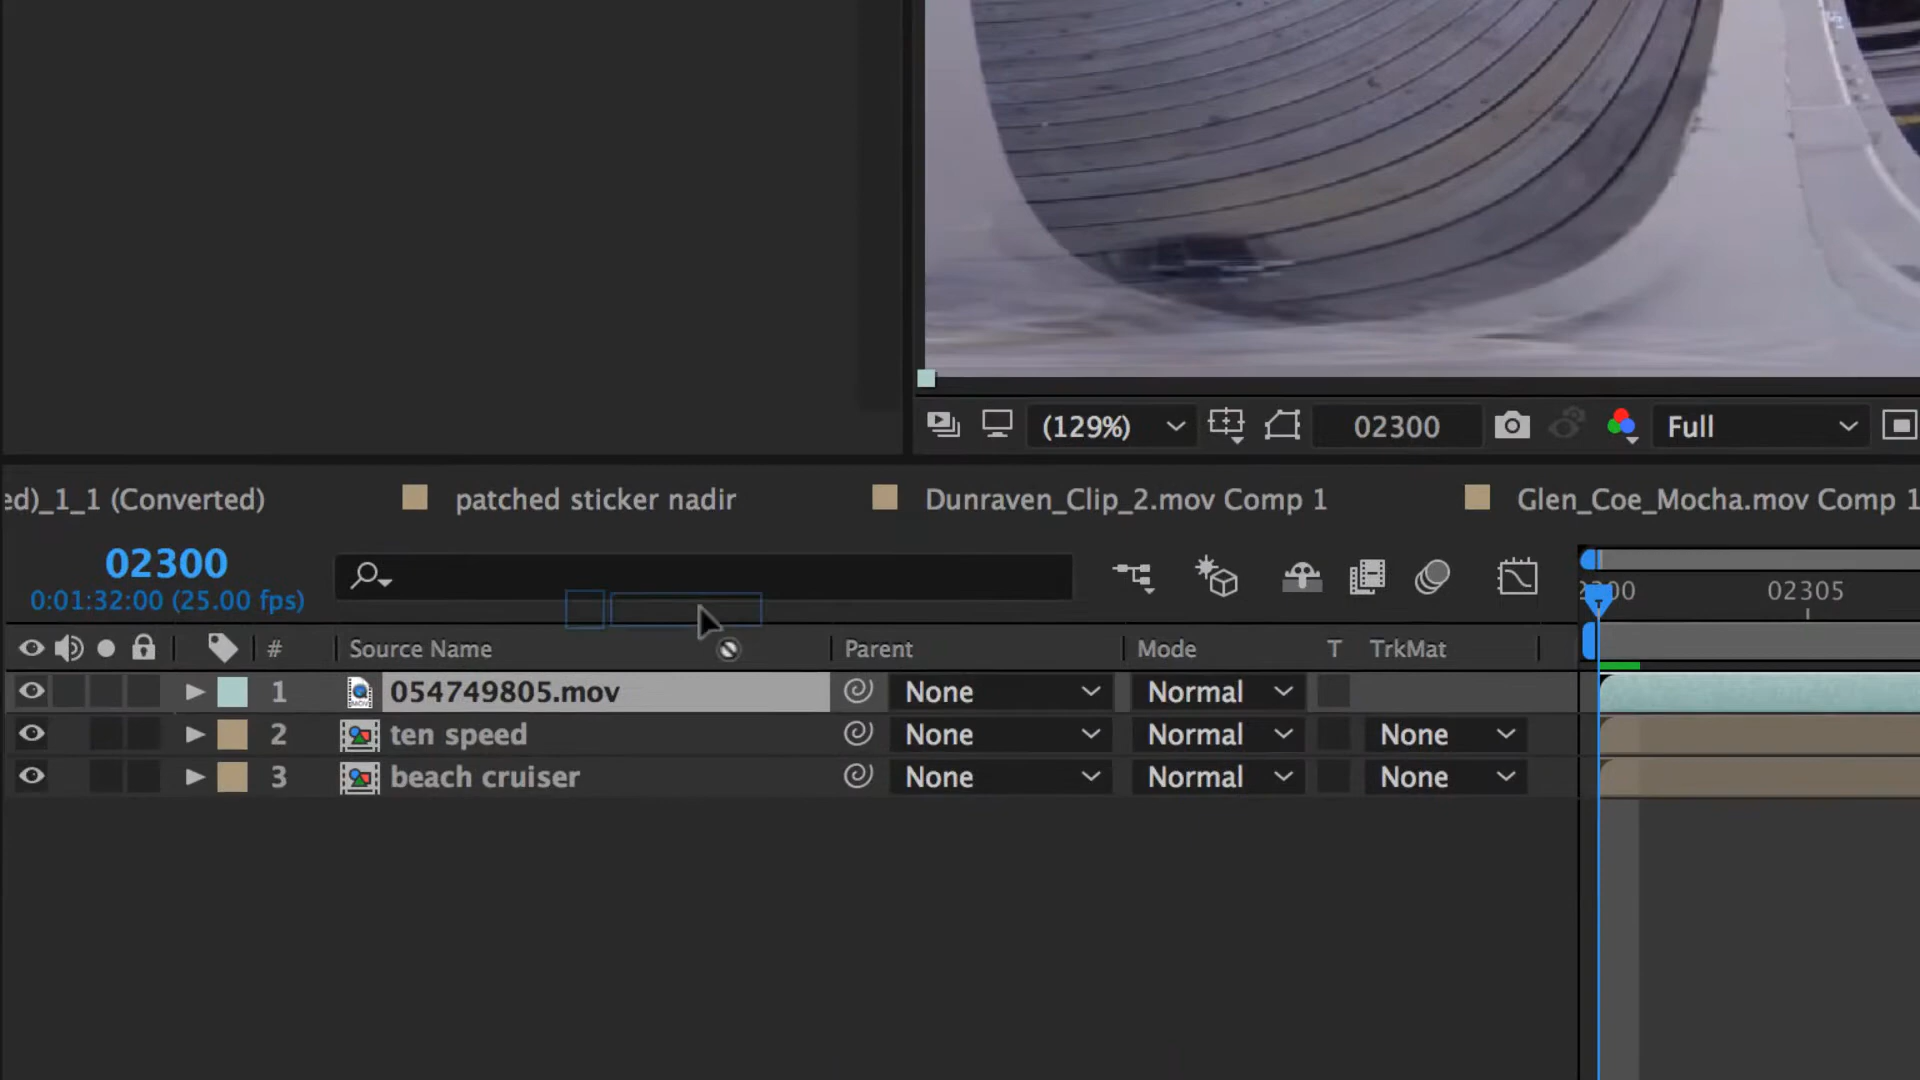 (129%) 02300 Full
ed)_1_1 (Converted) patched sticker nadir Dunraven_Clip_2.mov Comp 1 Glen_Coe_Mocha.mov Comp 1
02300
0:01:32:00 (25.00 fps)
02305
# Source Name Parent Mode T TrkMat
1 054749805.mov None Normal
2 ten speed None Normal None
3 beach cruiser None Normal None